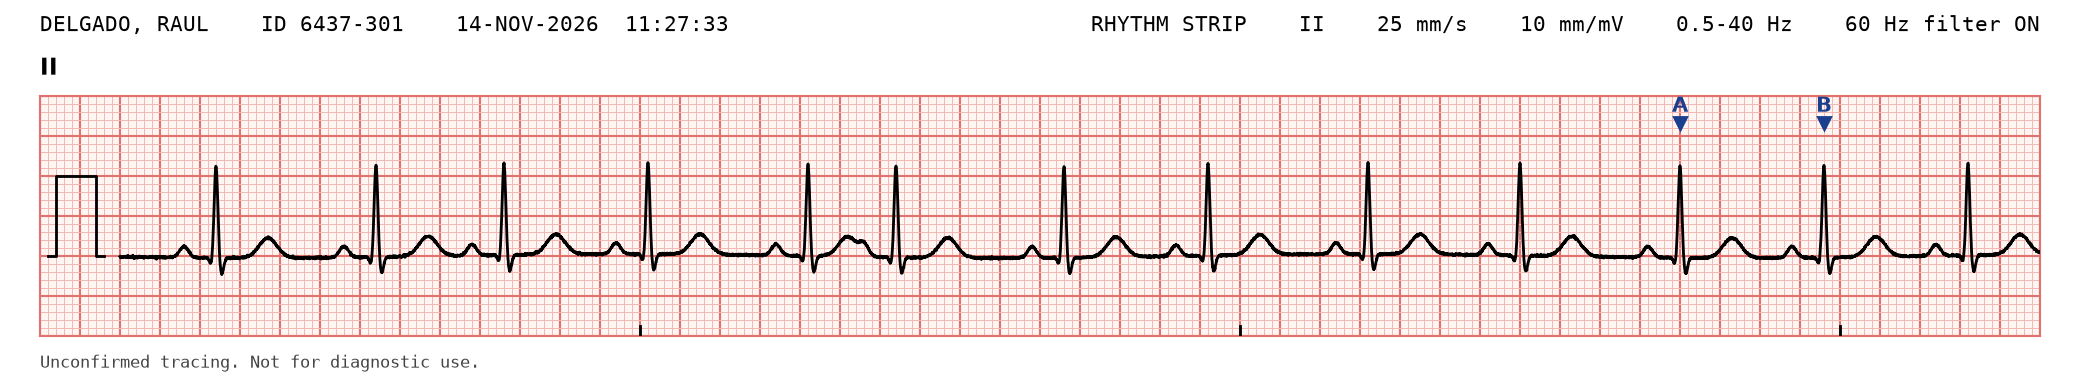 DELGADO, RAUL ID 6437-301 14-NOV-2026 11:27:33 RHYTHM STRIP II 25 mm/s 10 mm/mV 0.5-40 Hz 60 Hz filter ON
II
A B
Unconfirmed tracing. Not for diagnostic use.